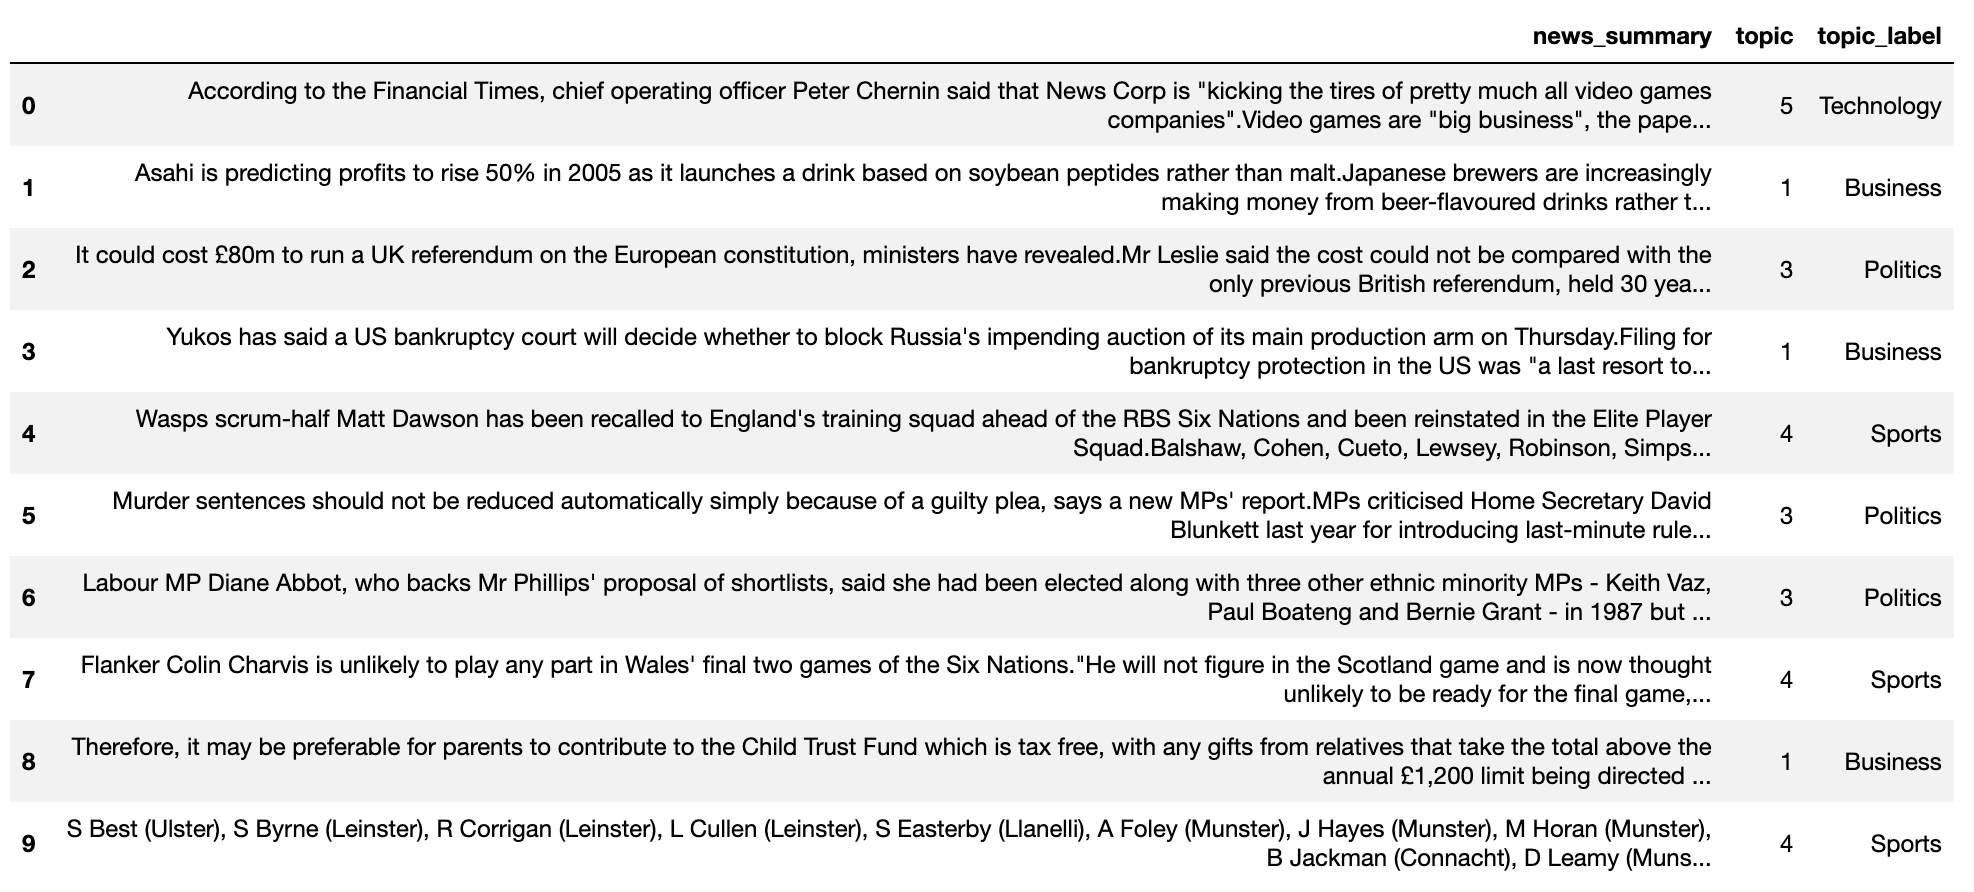 news_summary topic topic_label
0 According to the Financial Times, chief operating officer Peter Chernin said that News Corp is "kicking the tires of pretty much all video games
companies".Video games are "big business", the pape... 5 Technology
1 Asahi is predicting profits to rise 50% in 2005 as it launches a drink based on soybean peptides rather than malt.Japanese brewers are increasingly
making money from beer-flavoured drinks rather t... 1 Business
2 It could cost £80m to run a UK referendum on the European constitution, ministers have revealed.Mr Leslie said the cost could not be compared with the
only previous British referendum, held 30 yea... 3 Politics
3 Yukos has said a US bankruptcy court will decide whether to block Russia's impending auction of its main production arm on Thursday.Filing for
bankruptcy protection in the US was "a last resort to... 1 Business
4 Wasps scrum-half Matt Dawson has been recalled to England's training squad ahead of the RBS Six Nations and been reinstated in the Elite Player
Squad.Balshaw, Cohen, Cueto, Lewsey, Robinson, Simps... 4 Sports
5 Murder sentences should not be reduced automatically simply because of a guilty plea, says a new MPs' report.MPs criticised Home Secretary David
Blunkett last year for introducing last-minute rule... 3 Politics
6 Labour MP Diane Abbot, who backs Mr Phillips' proposal of shortlists, said she had been elected along with three other ethnic minority MPs - Keith Vaz,
Paul Boateng and Bernie Grant - in 1987 but ... 3 Politics
7 Flanker Colin Charvis is unlikely to play any part in Wales' final two games of the Six Nations."He will not figure in the Scotland game and is now thought
unlikely to be ready for the final game,... 4 Sports
8 Therefore, it may be preferable for parents to contribute to the Child Trust Fund which is tax free, with any gifts from relatives that take the total above the
annual £1,200 limit being directed ... 1 Business
9 S Best (Ulster), S Byrne (Leinster), R Corrigan (Leinster), L Cullen (Leinster), S Easterby (Llanelli), A Foley (Munster), J Hayes (Munster), M Horan (Munster),
B Jackman (Connacht), D Leamy (Muns... 4 Sports